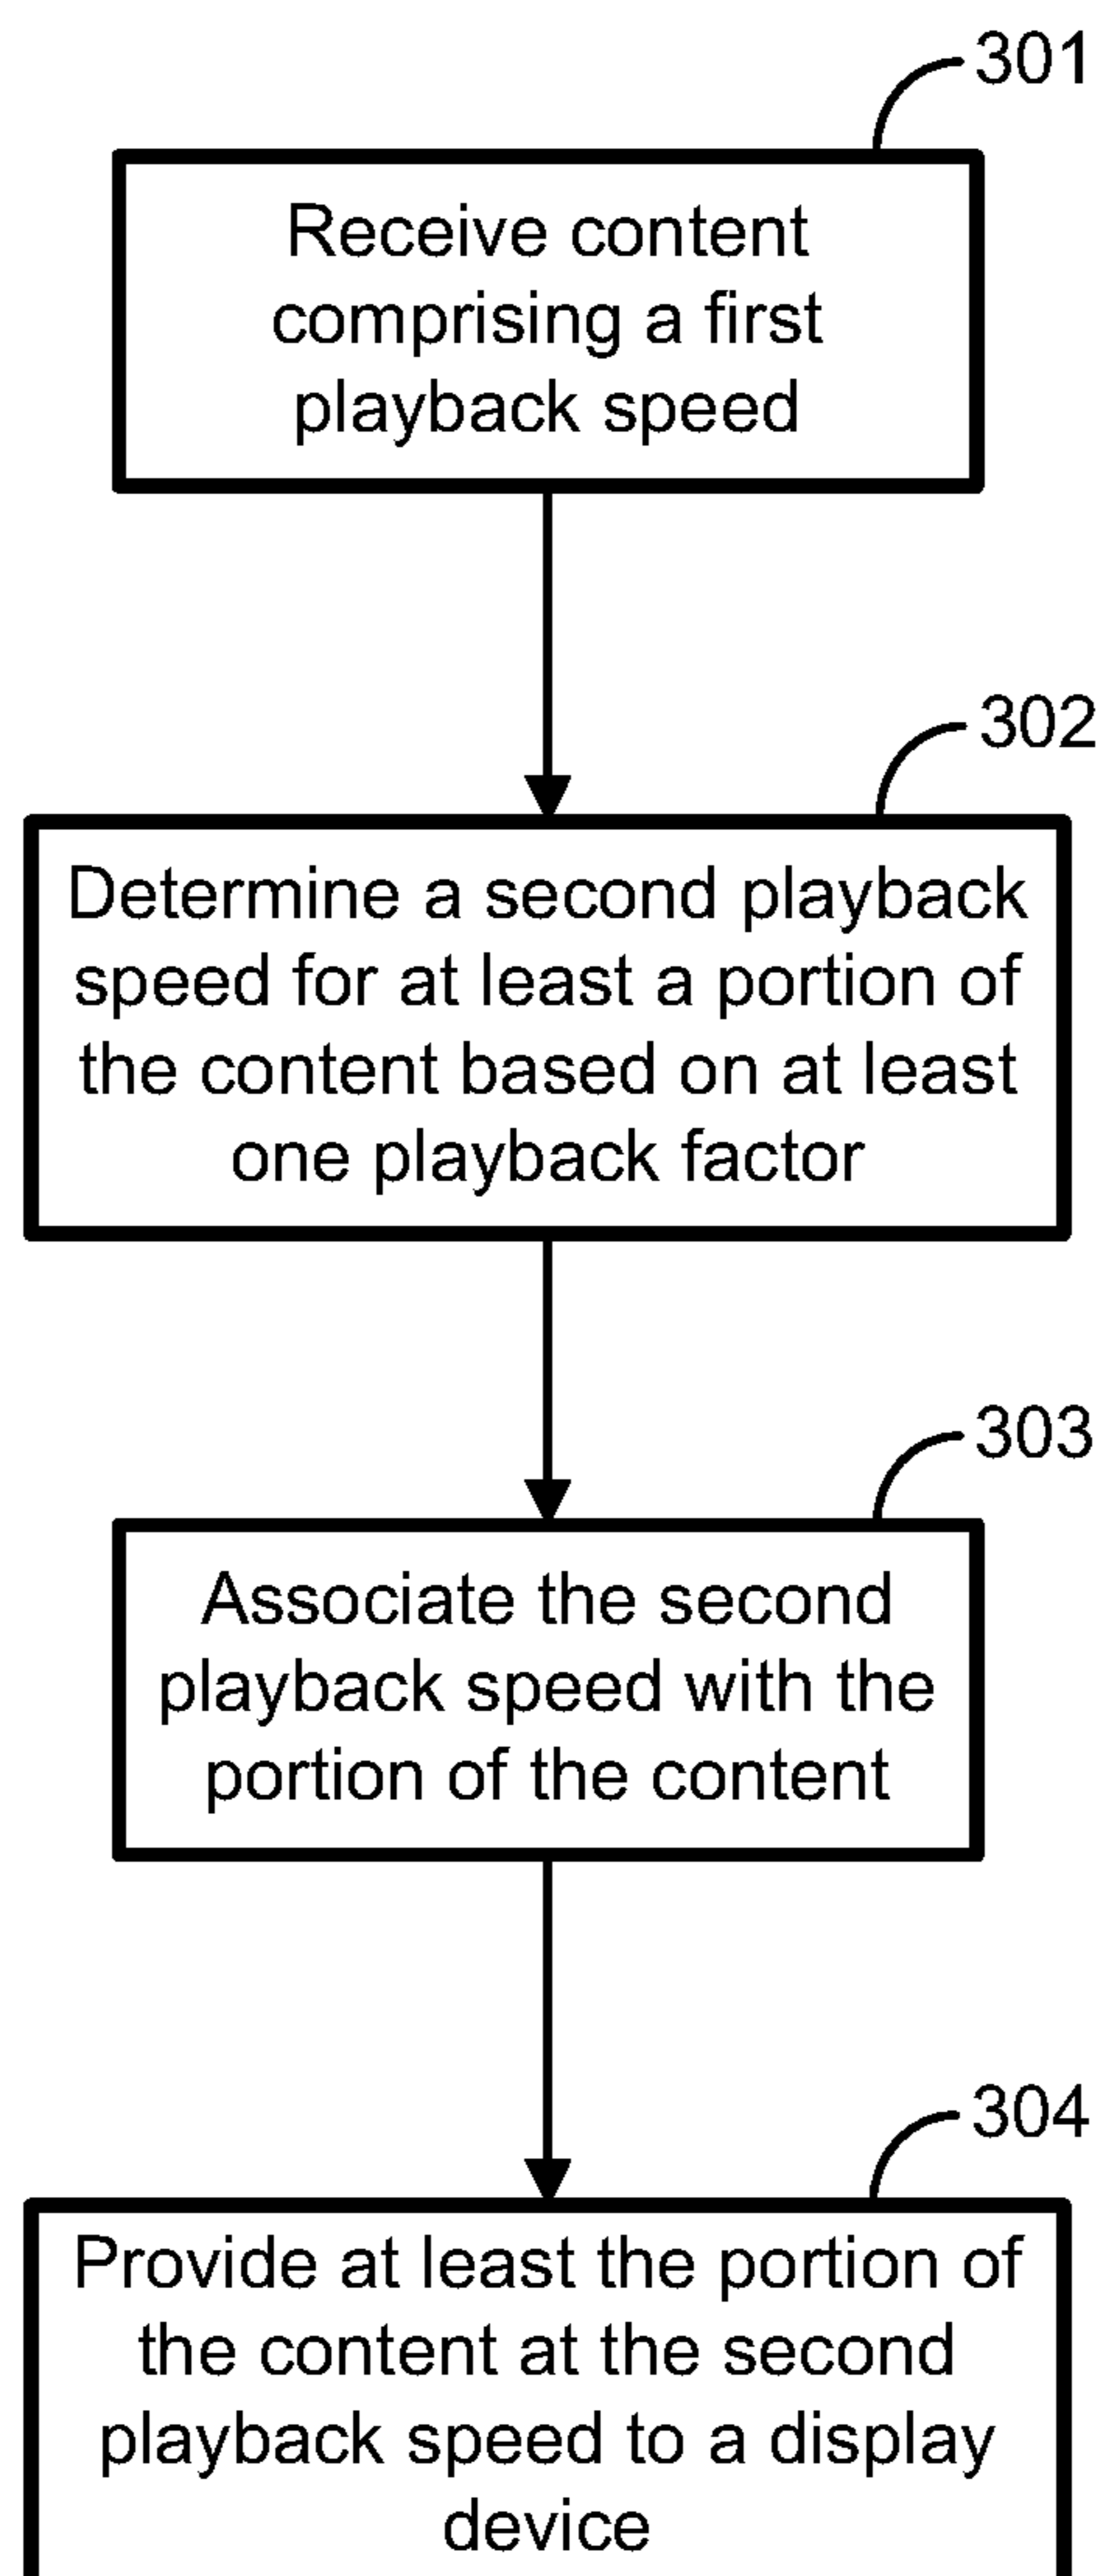 301
Receive content
comprising a first
playback speed
302
Determine a second playback
speed for at least a portion of
the content based on at least
one playback factor
303
Associate the second
playback speed with the
portion of the content
304
Provide at least the portion of
the content at the second
playback speed to a display
device